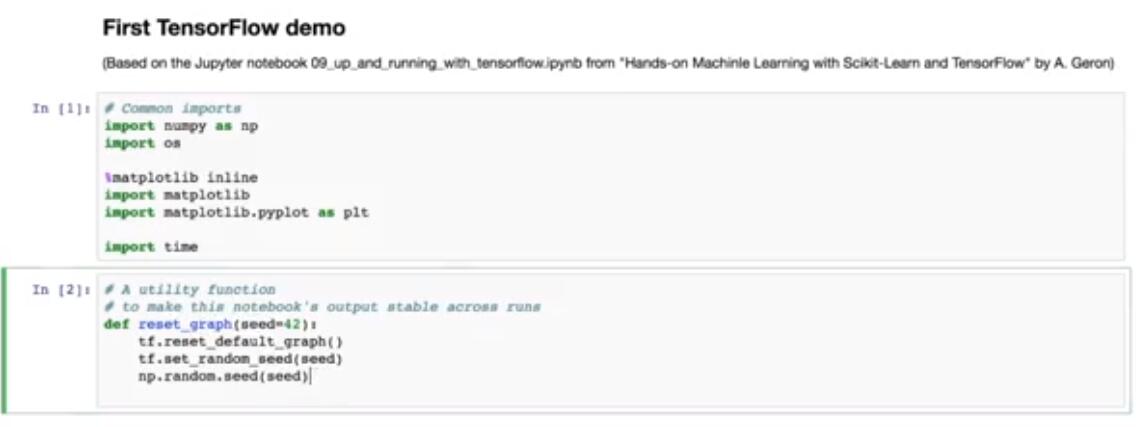 First TensorFlow demo
(Based on the Jupyter notebook 09_up_and_running_with_tensorflow.ipynb from "Hands-on Machinle Learning with Scikit-Learn and TensorFlow" by A. Geron)
In [1]: # Common imports
import numpy as np
import os
%matplotlib inline
import matplotlib
import matplotlib.pyplot as plt
import time
In [2]: # A utility function
# to make this notebook's output stable across runs
def reset_graph(seed=42):
    tf.reset_default_graph()
    tf.set_random_seed(seed)
    np.random.seed(seed)